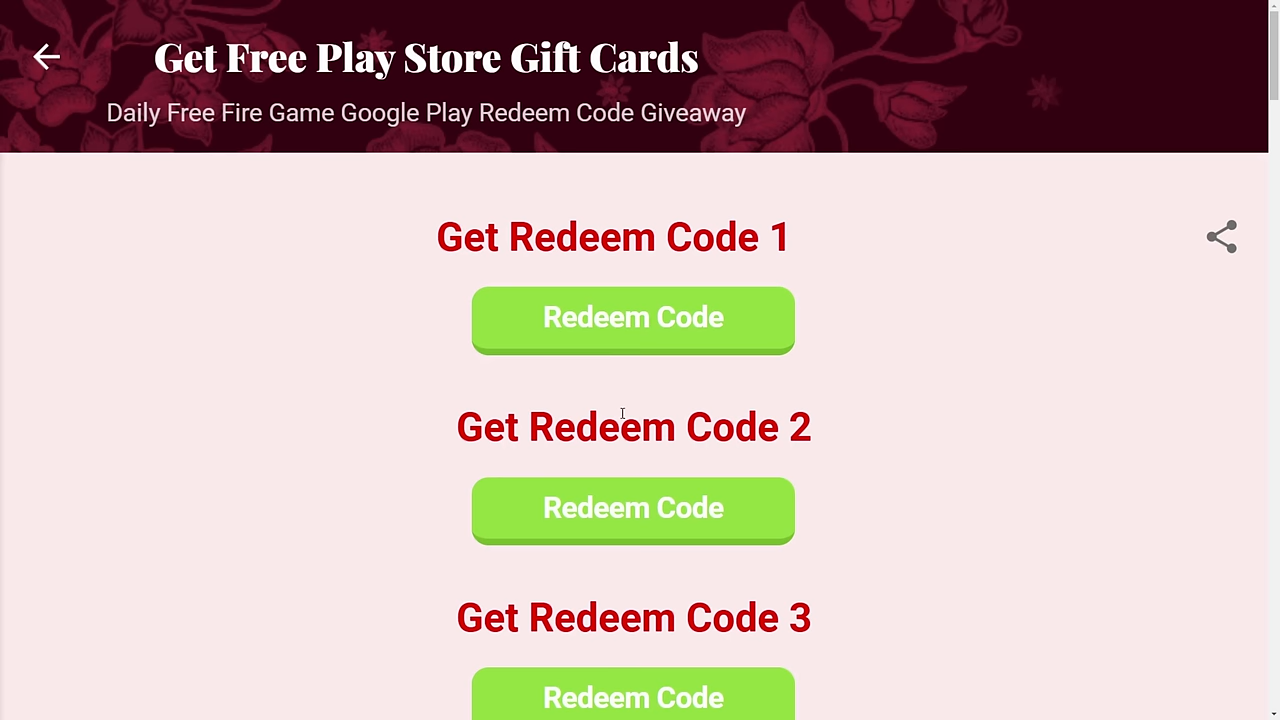 Get Free Play Store Gift Cards
Daily Free Fire Game Google Play Redeem Code Giveaway
Get Redeem Code 1
Redeem Code
Get Redeem Code 2
Redeem Code
Get Redeem Code 3
Redeem Code